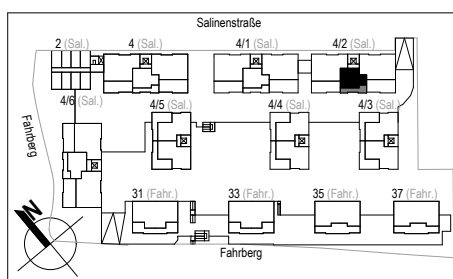 Salinenstraße
2 (Sal.) 4 (Sal.) 4/1 (Sal.) 4/2 (Sal.)
4/6 (Sal.) 4/5 (Sal.) 4/4 (Sal.) 4/3 (Sal.)
Fahrberg
31 (Fahr.) 33 (Fahr.) 35 (Fahr.) 37 (Fahr.)
N
Fahrberg